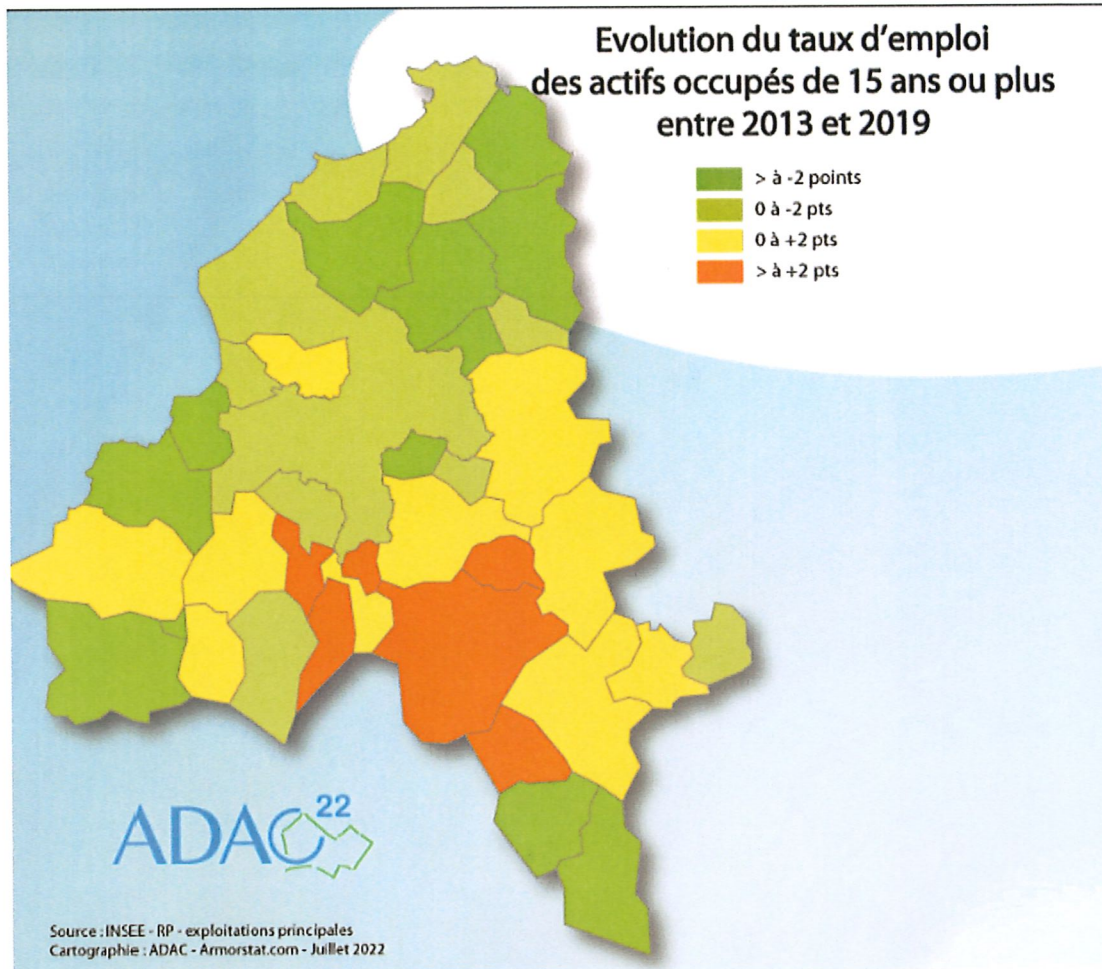 Evolution du taux d'emploi
des actifs occupés de 15 ans ou plus
entre 2013 et 2019
> à -2 points
0 à -2 pts
0 à +2 pts
> à +2 pts
ADAC 22
Source : INSEE - RP - exploitations principales
Cartographie : ADAC - Armorstat.com - Juillet 2022